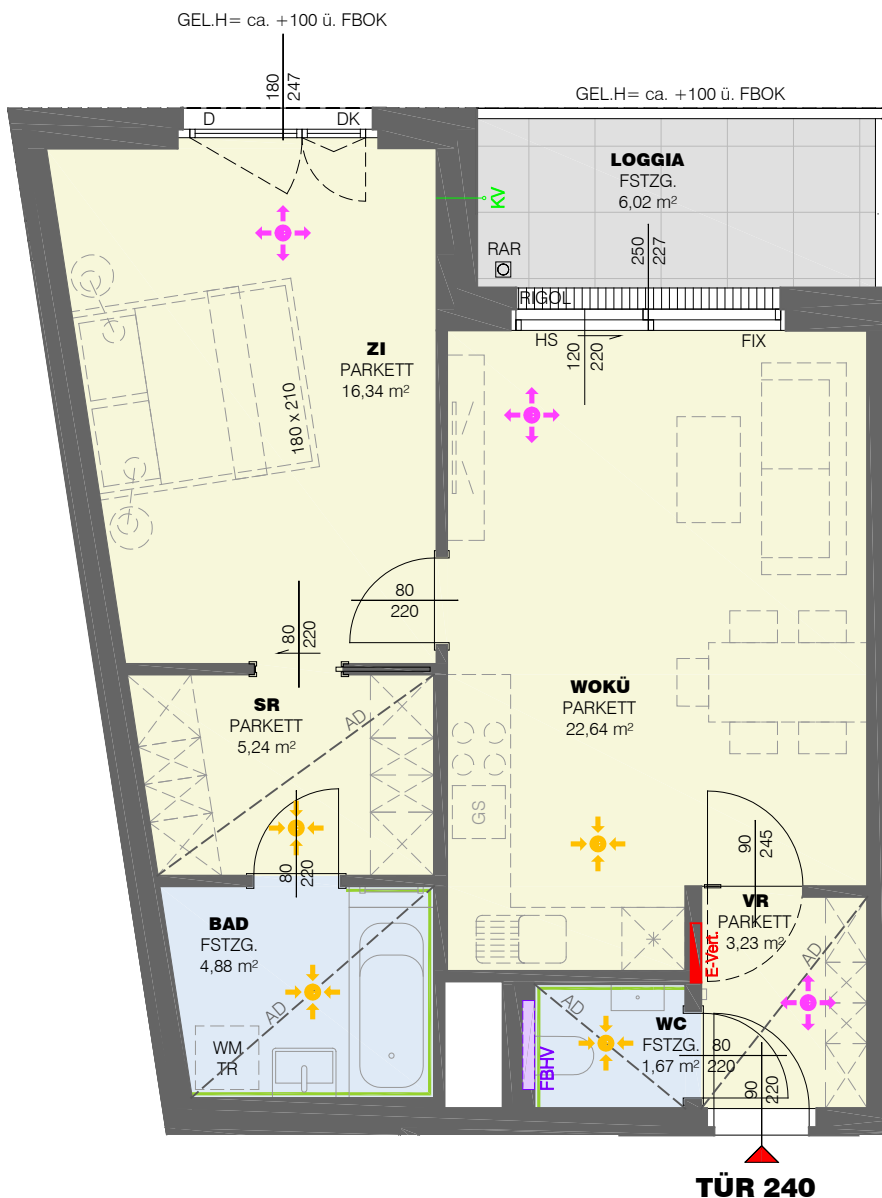 GEL.H= ca. +100 ü. FBOK
180
247
D
DK
GEL.H= ca. +100 ü. FBOK
LOGGIA
FSTZG.
6,02 m²
KV
RAR
250
227
RIGOL
HS
FIX
120
220
ZI
PARKETT
16,34 m²
180 x 210
80
220
80
220
WOKÜ
PARKETT
22,64 m²
SR
PARKETT
5,24 m²
AD
GS
80
220
90
245
BAD
FSTZG.
4,88 m²
AD
WM
TR
VR
PARKETT
3,23 m²
AD
E-Vert.
AD
WC
FSTZG.
1,67 m²
FBHV
80
220
90
220
TÜR 240